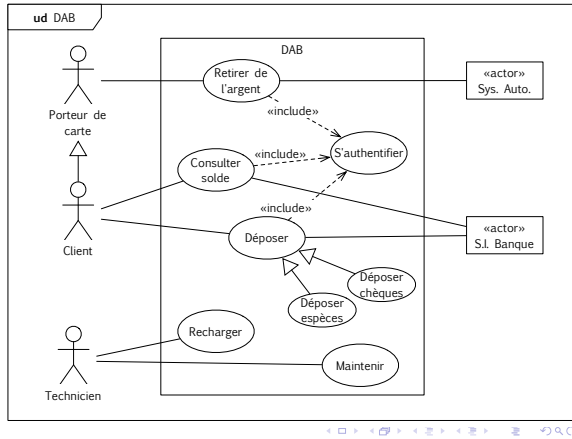 ud DAB
DAB
Porteur de
carte
Retirer de
l'argent
«actor»
Sys. Auto.
«include»
Consulter
solde
«include»
S'authentifier
Client
«include»
Déposer
«actor»
S.I. Banque
Déposer
chèques
Déposer
espèces
Recharger
Maintenir
Technicien